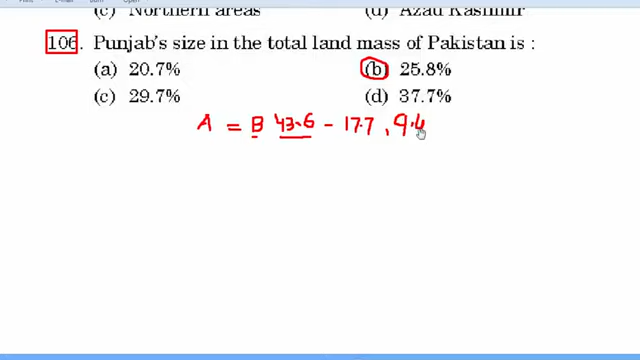 (c) Northern areas (d) Azad Kashmir
106. Punjab's size in the total land mass of Pakistan is :
(a) 20.7% (b) 25.8%
(c) 29.7% (d) 37.7%
A = B 43.6 - 17.7, 9.4